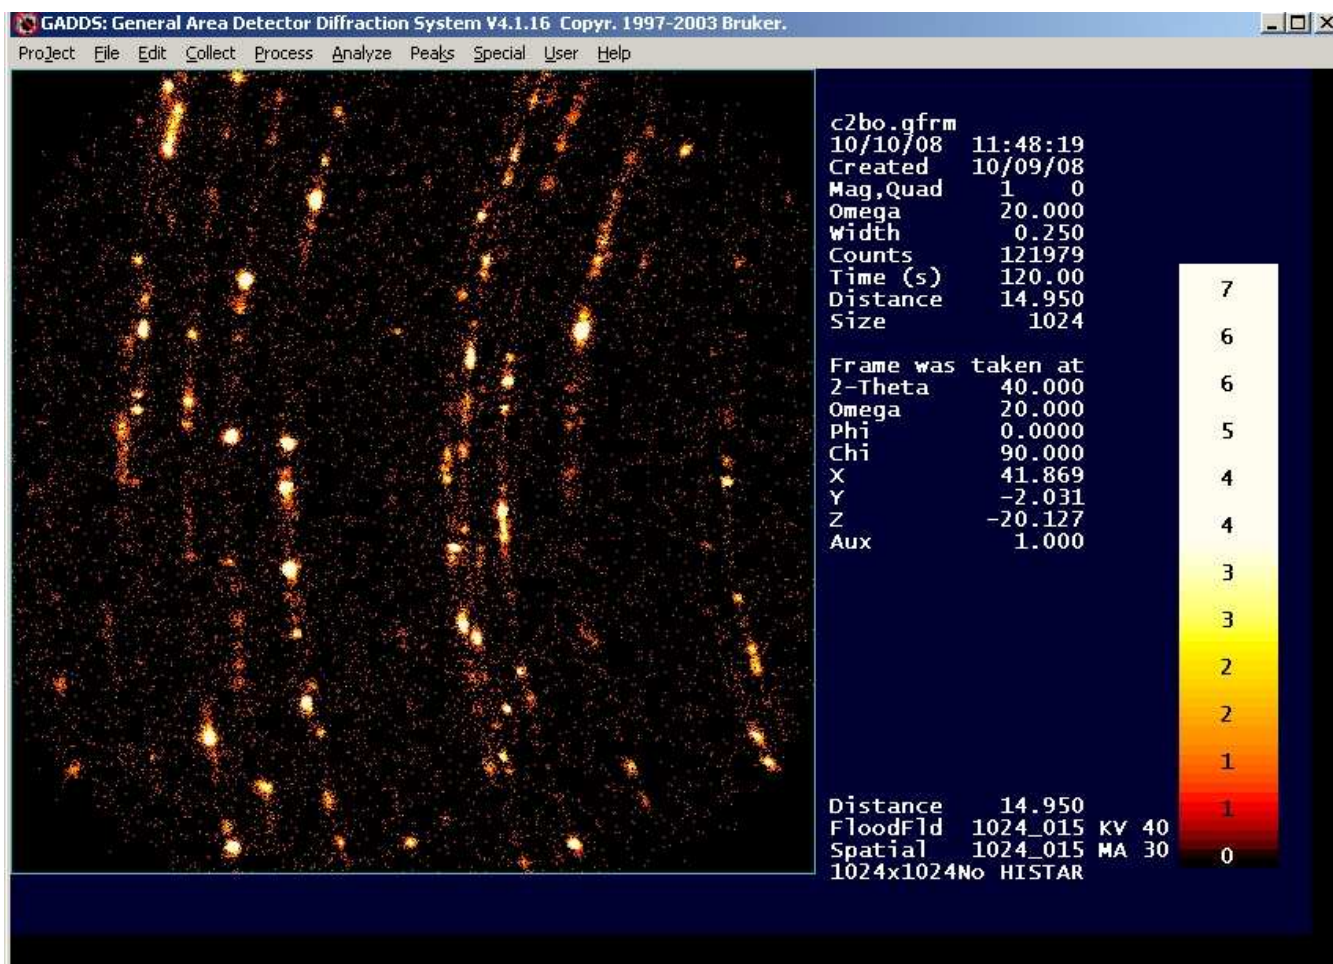 GADDS: General Area Detector Diffraction System V4.1.16 Copyr. 1997-2003 Bruker.
ProJect File Edit Collect Process Analyze Peaks Special User Help
c2bo.gfrm
10/10/08 11:48:19
Created 10/09/08
Mag,Quad 1 0
Omega 20.000
Width 0.250
Counts 121979
Time (s) 120.00
Distance 14.950
Size 1024
Frame was taken at
2-Theta 40.000
Omega 20.000
Phi 0.0000
Chi 90.000
X 41.869
Y -2.031
Z -20.127
Aux 1.000
Distance 14.950
FloodFld 1024_015 KV 40
Spatial 1024_015 MA 30
1024x1024No HISTAR
7
6
6
5
4
4
3
3
2
2
1
1
0